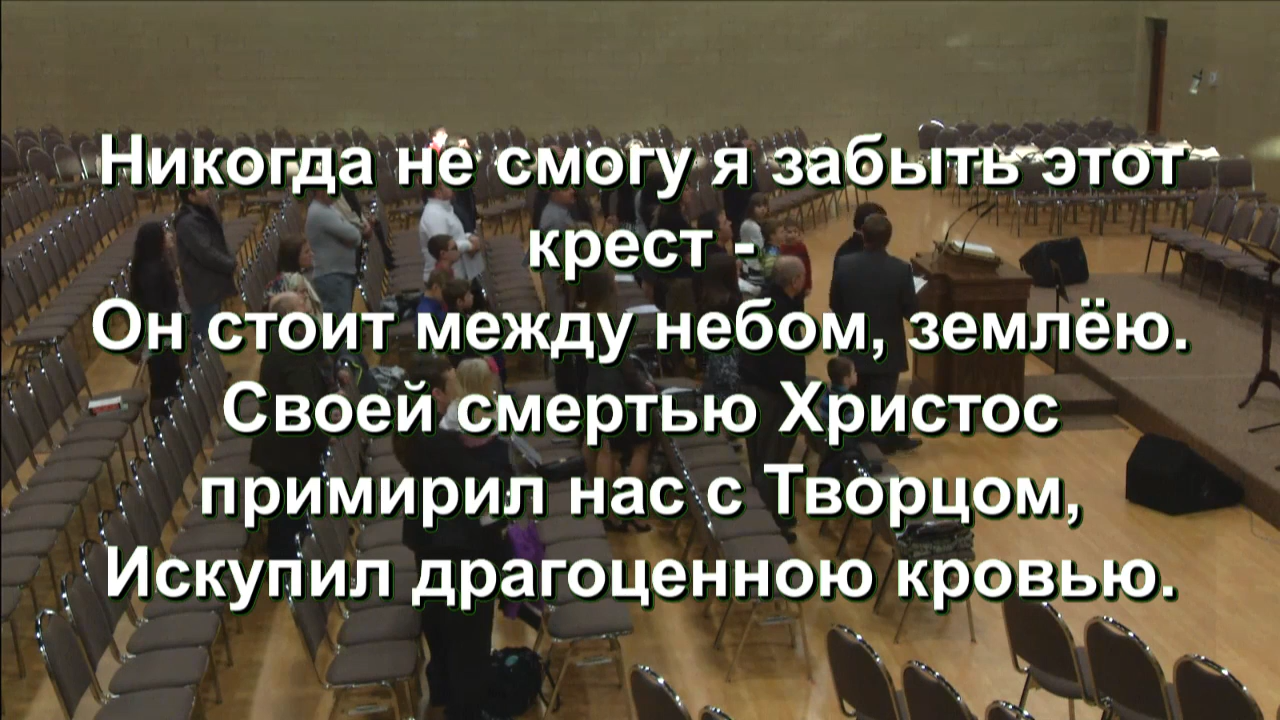 Никогда не смогу я забыть этот
крест -
Он стоит между небом, землёю.
Своей смертью Христос
примирил нас с Творцом,
Искупил драгоценною кровью.